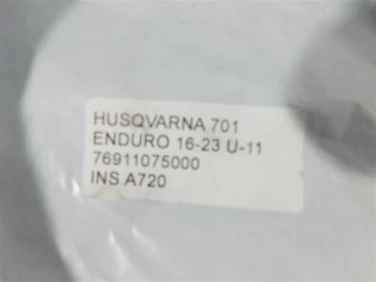 HUSQVARNA 701
ENDURO 16-23 U-11
76911075000
INS.A720